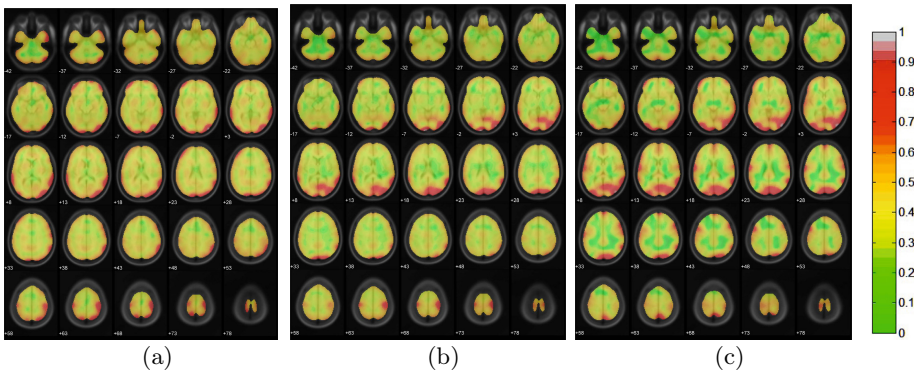 -42 -37 -32 -27 -22
-17 -12 -7 -2 +3
+8 +13 +18 +23 +28
+33 +38 +43 +48 +53
+58 +63 +68 +73 +78
(a)
-42 -37 -32 -27 -22
-17 -12 -7 -2 +3
+8 +13 +18 +23 +28
+33 +38 +43 +48 +53
+58 +63 +68 +73 +78
(b)
-42 -37 -32 -27 -22
-17 -12 -7 -2 +3
+8 +13 +18 +23 +28
+33 +38 +43 +48 +53
+58 +63 +68 +73 +78
(c)
1
0.9
0.8
0.7
0.6
0.5
0.4
0.3
0.2
0.1
0